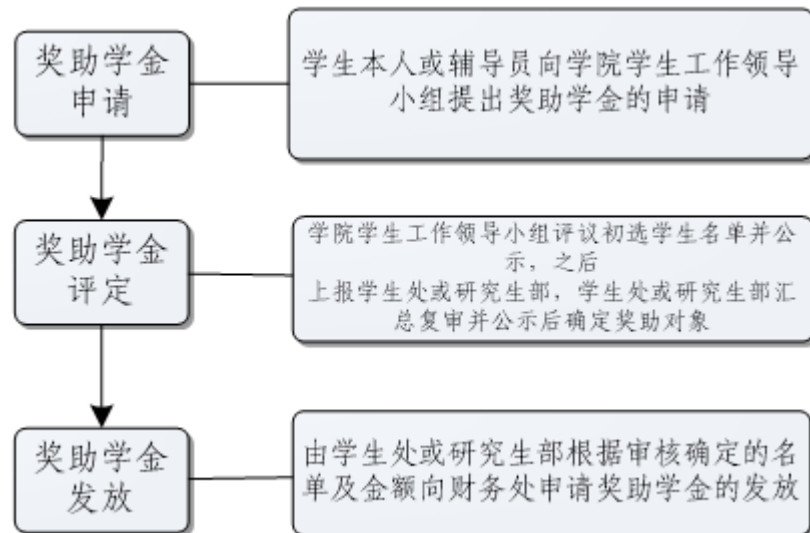 奖助学金
申请
学生本人或辅导员向学院学生工作领导
小组提出奖助学金的申请
奖助学金
评定
学院学生工作领导小组评议初选学生名单并公
示，之后
上报学生处或研究生部，学生处或研究生部汇
总复审并公示后确定奖助对象
奖助学金
发放
由学生处或研究生部根据审核确定的名
单及金额向财务处申请奖助学金的发放